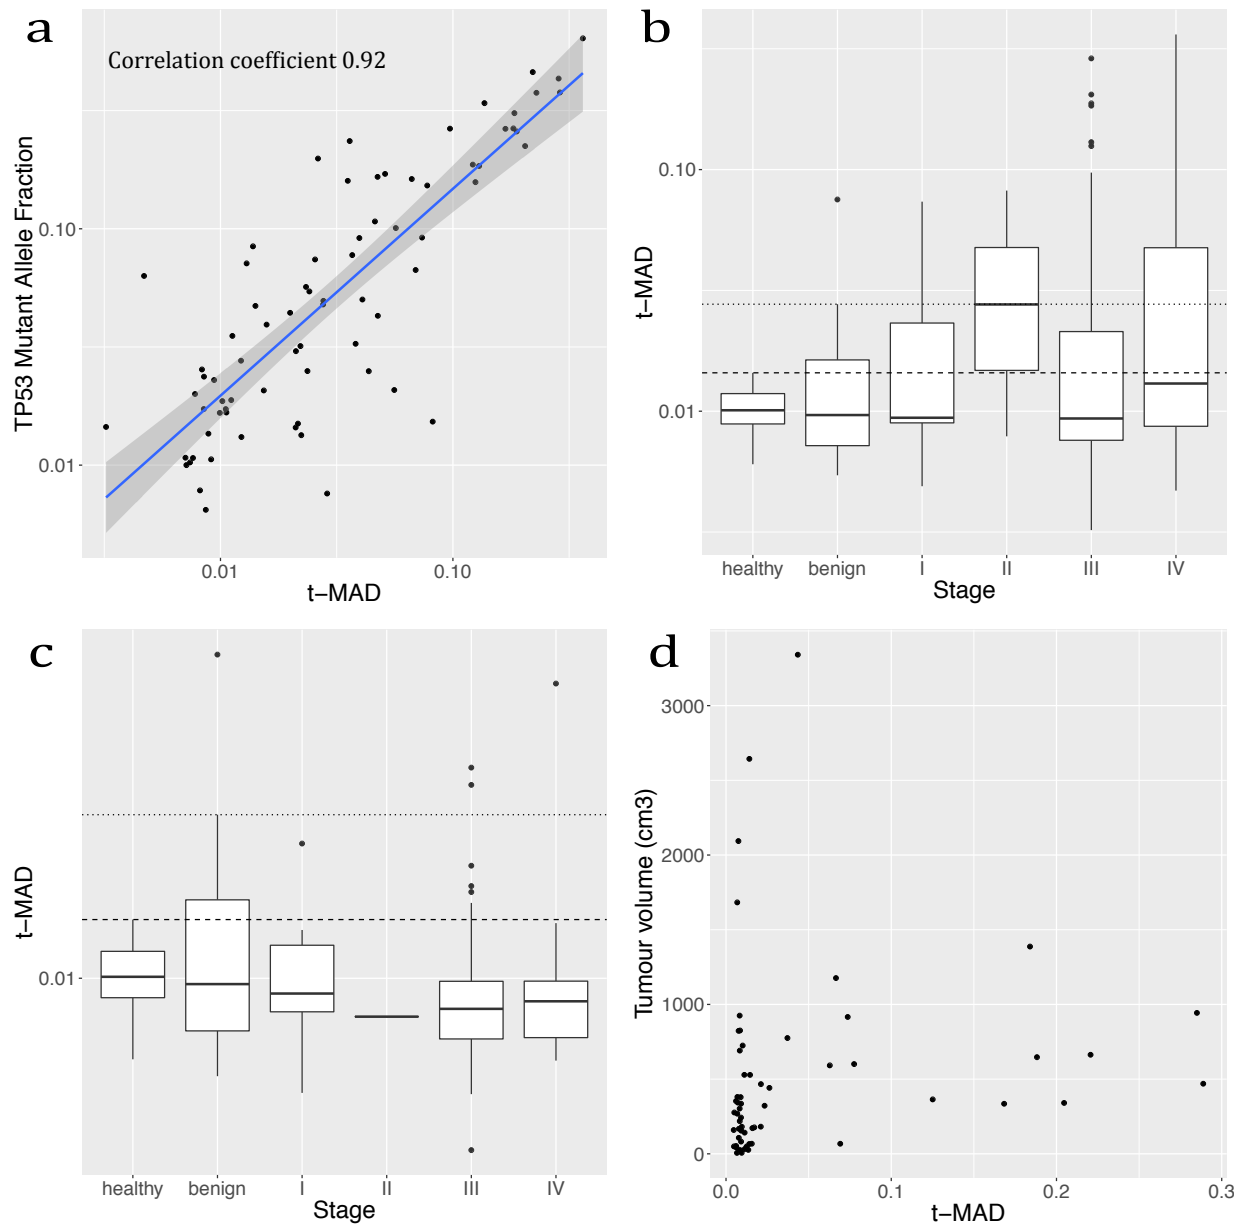 a
Correlation coefficient 0.92
TP53 Mutant Allele Fraction
0.10
0.01
0.01 0.10
t−MAD
b
t−MAD
0.10
0.01
healthy benign I II III IV
Stage
c
t−MAD
0.01
healthy benign I II III IV
Stage
d
Tumour volume (cm3)
3000
2000
1000
0
0.0 0.1 0.2 0.3
t−MAD